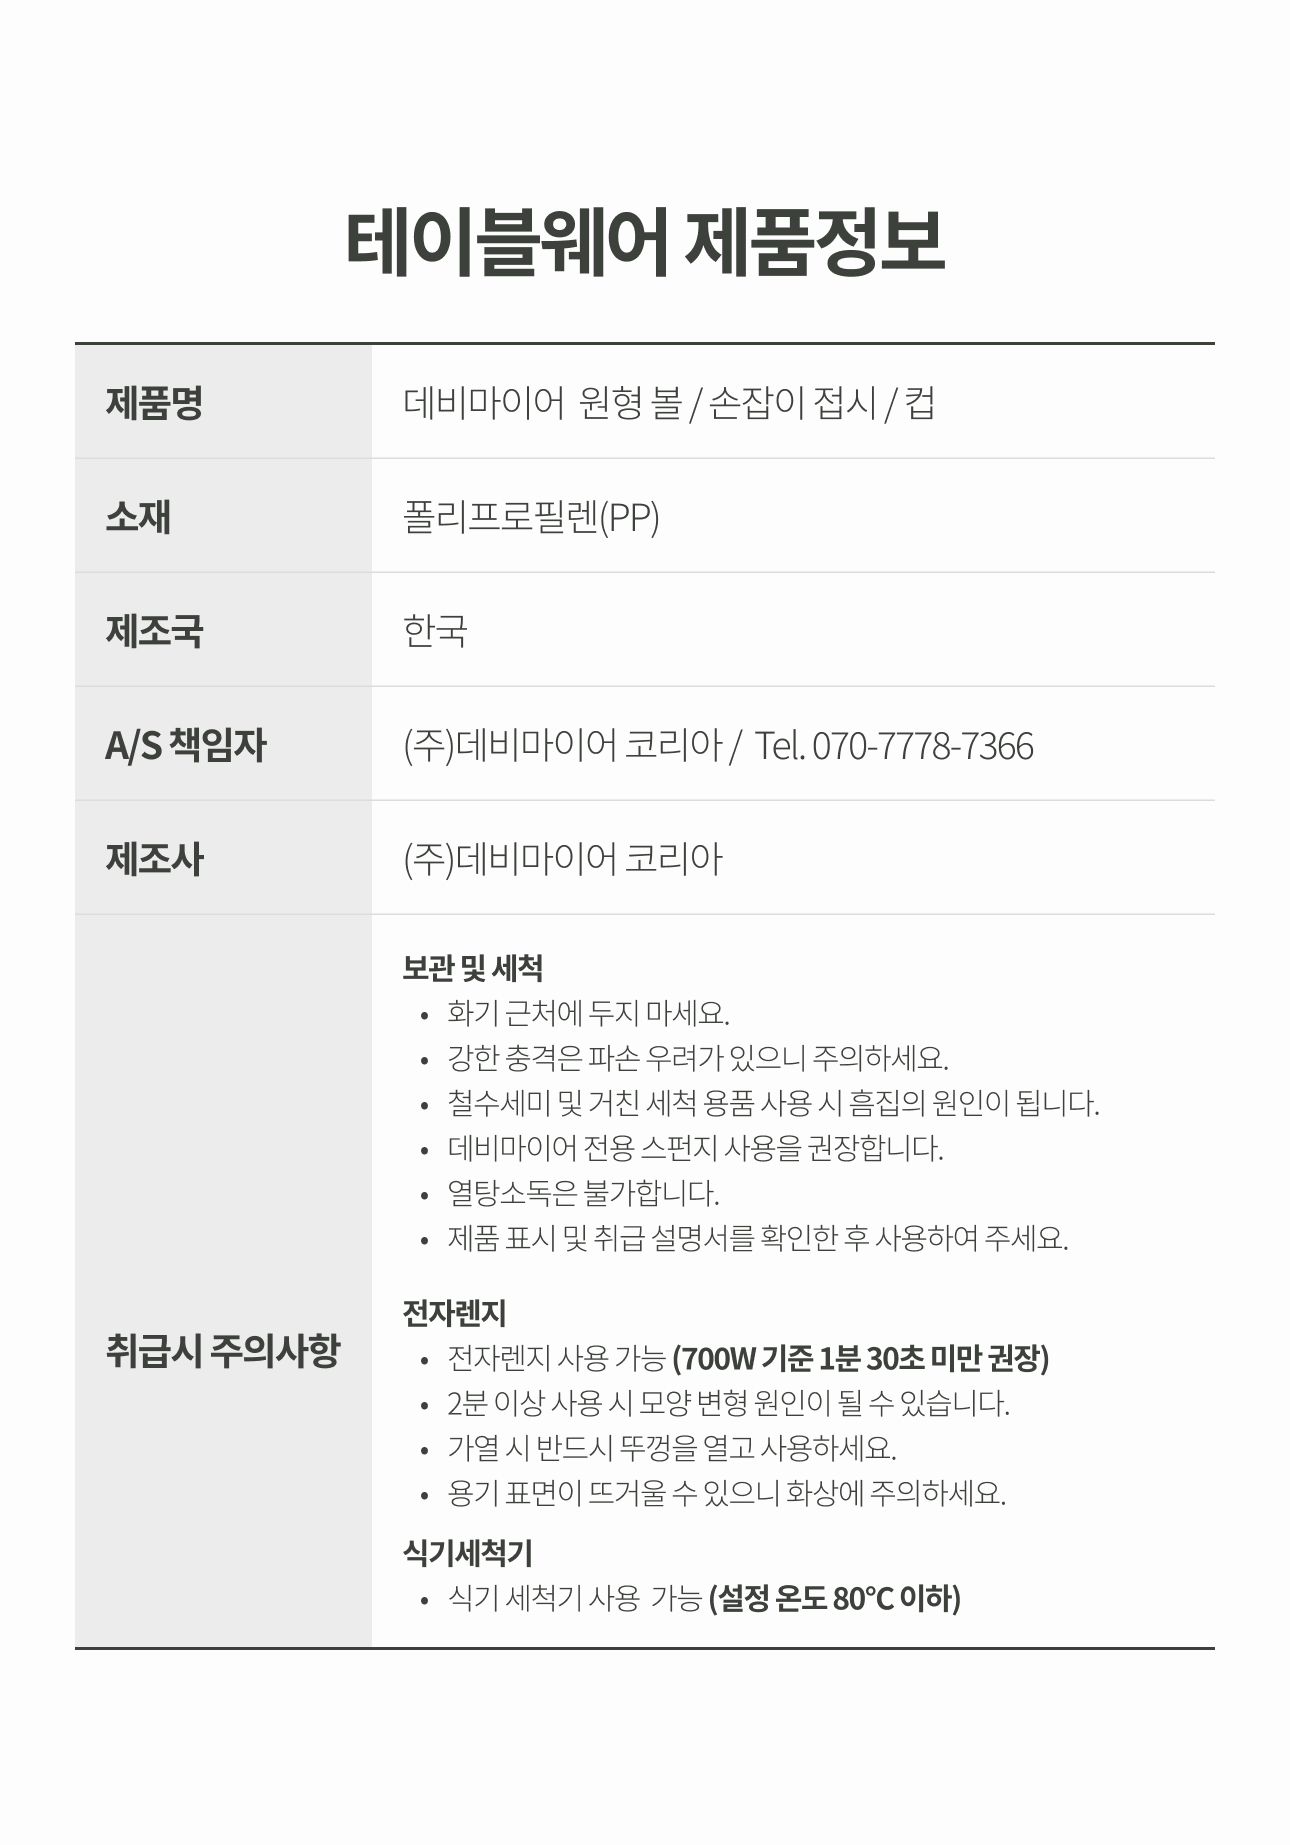 테이블웨어 제품정보
제품명
데비마이어 원형 볼 / 손잡이 접시 / 컵
소재
폴리프로필렌(PP)
제조국
한국
A/S 책임자
(주)데비마이어 코리아 / Tel. 070-7778-7366
제조사
(주)데비마이어 코리아
취급시 주의사항
보관 및 세척
• 화기 근처에 두지 마세요.
• 강한 충격은 파손 우려가 있으니 주의하세요.
• 철수세미 및 거친 세척 용품 사용 시 흠집의 원인이 됩니다.
• 데비마이어 전용 스펀지 사용을 권장합니다.
• 열탕소독은 불가합니다.
• 제품 표시 및 취급 설명서를 확인한 후 사용하여 주세요.
전자렌지
• 전자렌지 사용 가능 (700W 기준 1분 30초 미만 권장)
• 2분 이상 사용 시 모양 변형 원인이 될 수 있습니다.
• 가열 시 반드시 뚜껑을 열고 사용하세요.
• 용기 표면이 뜨거울 수 있으니 화상에 주의하세요.
식기세척기
• 식기 세척기 사용 가능 (설정 온도 80℃ 이하)